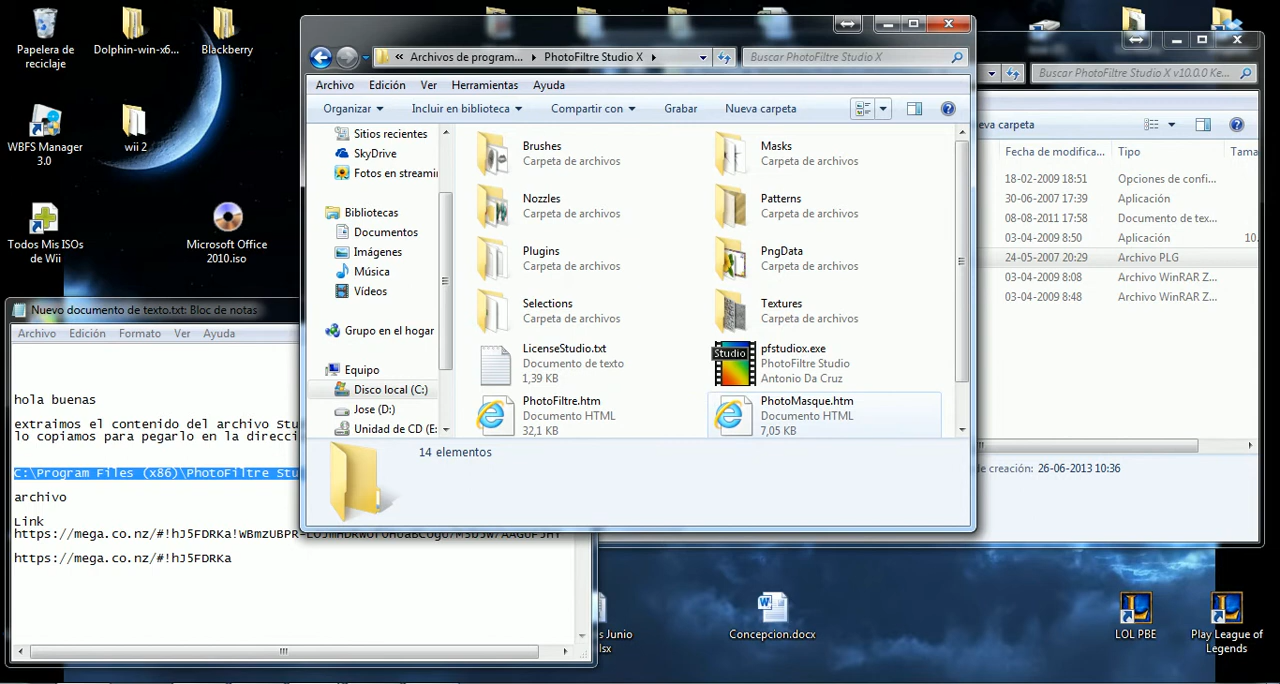 Papelera de
reciclaje
Dolphin-win-x6...
Blackberry
WBFS Manager
3.0
wii 2
Todos Mis ISOs
de Wii
Microsoft Office
2010.iso
« Archivos de program... PhotoFiltre Studio X
Buscar PhotoFiltre Studio X
Archivo Edición Ver Herramientas Ayuda
Organizar Incluir en biblioteca Compartir con Grabar Nueva carpeta
Sitios recientes
SkyDrive
Fotos en streami
Bibliotecas
Documentos
Imágenes
Música
Vídeos
Grupo en el hogar
Equipo
Disco local (C:)
Jose (D:)
Unidad de CD (E:
Brushes
Carpeta de archivos
Masks
Carpeta de archivos
Nozzles
Carpeta de archivos
Patterns
Carpeta de archivos
Plugins
Carpeta de archivos
PngData
Carpeta de archivos
Selections
Carpeta de archivos
Textures
Carpeta de archivos
LicenseStudio.txt
Documento de texto
1,39 KB
Studio
pfstudiox.exe
PhotoFiltre Studio
Antonio Da Cruz
PhotoFiltre.htm
Documento HTML
32,1 KB
PhotoMasque.htm
Documento HTML
7,05 KB
14 elementos
Buscar PhotoFiltre Studio X v10.0.0 Ke...
eva carpeta
Fecha de modifica... Tipo Tama
18-02-2009 18:51 Opciones de confi...
30-06-2007 17:39 Aplicación
08-08-2011 17:58 Documento de tex...
03-04-2009 8:50 Aplicación 10.
24-05-2007 20:29 Archivo PLG
03-04-2009 8:08 Archivo WinRAR Z...
03-04-2009 8:48 Archivo WinRAR Z...
de creación: 26-06-2013 10:36
Nuevo documento de texto.txt: Bloc de notas
Archivo Edición Formato Ver Ayuda
hola buenas
extraimos el contenido del archivo Stu
lo copiamos para pegarlo en la direcci
C:\Program Files (x86)\PhotoFiltre Stu
archivo
Link
https://mega.co.nz/#!hJ5FDRKa!WBmzUBPR-
https://mega.co.nz/#!hJ5FDRKa
s Junio
lsx
Concepcion.docx
LOL PBE
Play League of
Legends